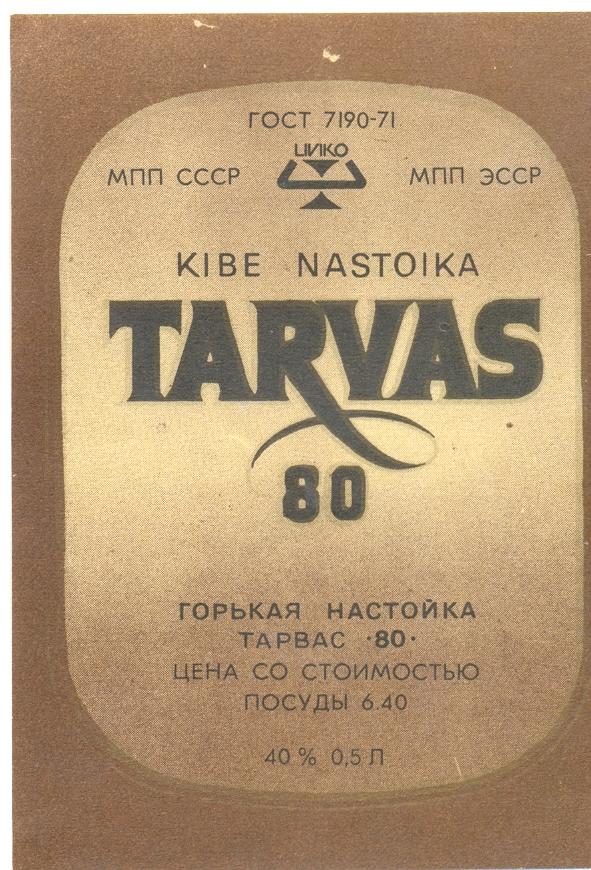 ГОСТ 7190-71
ЦИКО
МПП СССР МПП ЭССР
KIBE NASTOIKA
TARVAS
80
ГОРЬКАЯ НАСТОЙКА
ТАРВАС ·80·
ЦЕНА СО СТОИМОСТЬЮ
ПОСУДЫ 6.40
40 % 0,5 Л